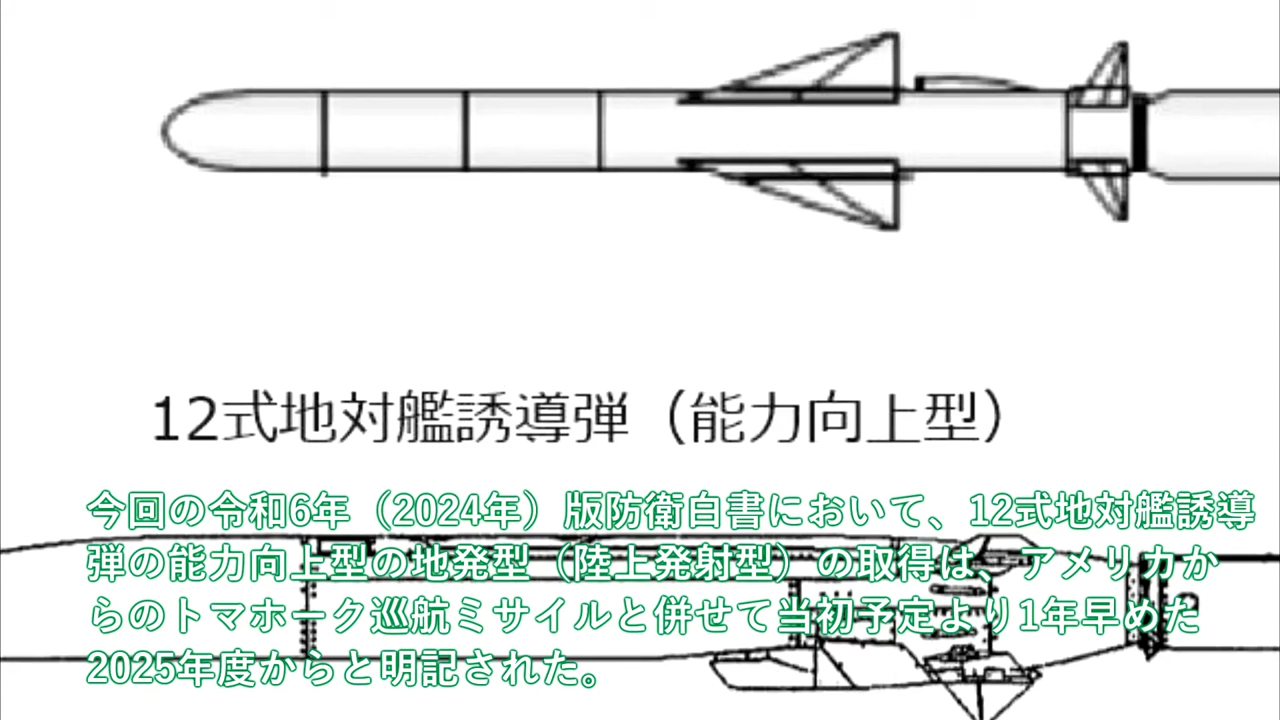 12式地対艦誘導弾（能力向上型）
今回の令和6年（2024年）版防衛白書において、12式地対艦誘導
弾の能力向上型の地発型（陸上発射型）の取得は、アメリカか
らのトマホーク巡航ミサイルと併せて当初予定より1年早めた
2025年度からと明記された。